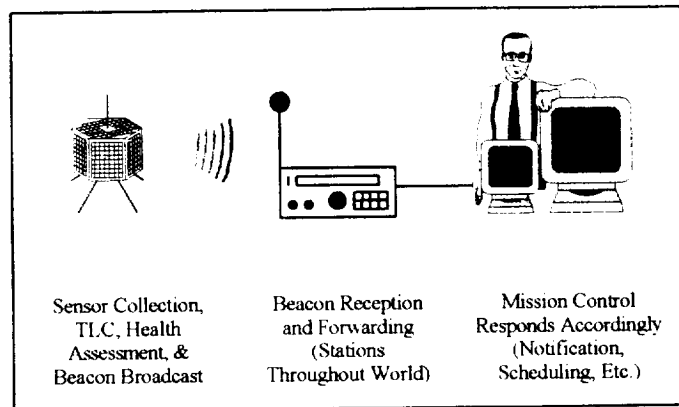 Sensor Collection,
TLC, Health
Assessment, &
Beacon Broadcast
Beacon Reception
and Forwarding
(Stations
Throughout World)
Mission Control
Responds Accordingly
(Notification,
Scheduling, Etc.)